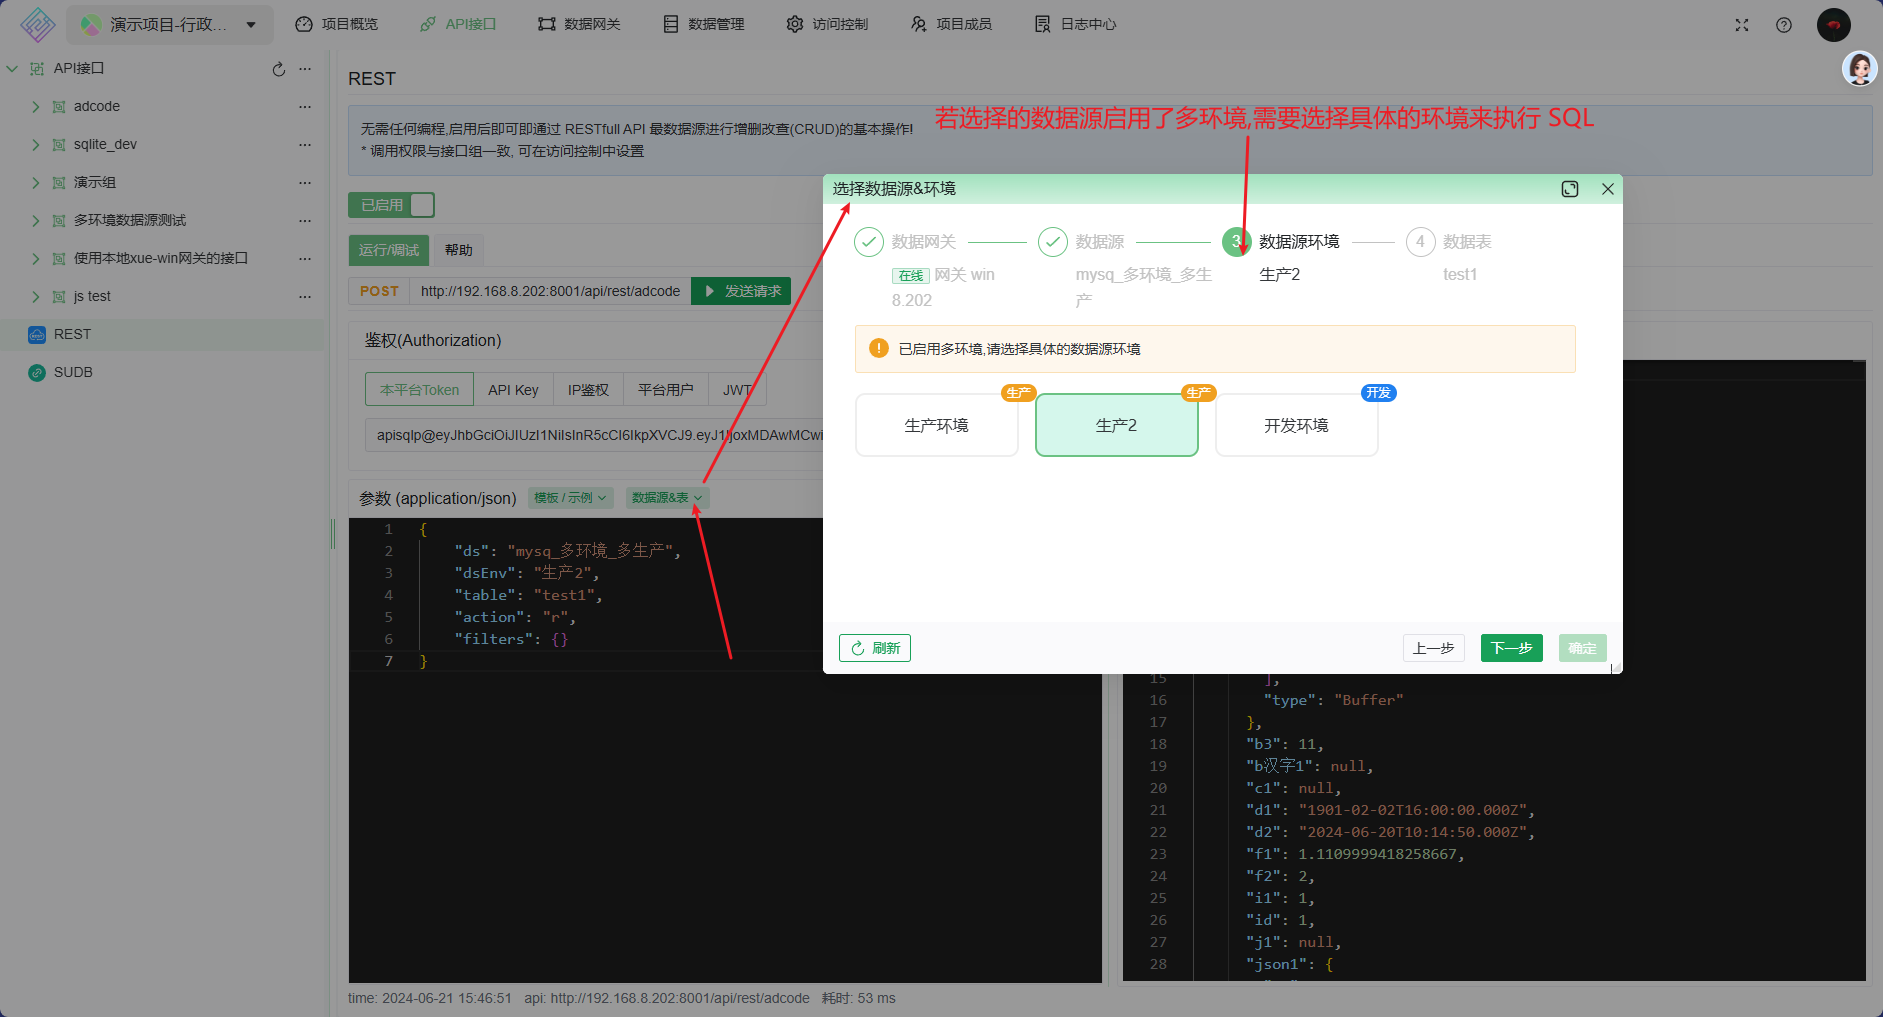 演示项目-行政...
项目概览
API接口
数据网关
数据管理
访问控制
项目成员
日志中心
API接口
adcode
sqlite_dev
演示组
多环境数据源测试
使用本地xue-win网关的接口
js test
REST
SUDB
REST
无需任何编程,启用后即可即通过 RESTfull API 最数据源进行增删改查(CRUD)的基本操作!
* 调用权限与接口组一致, 可在访问控制中设置
若选择的数据源启用了多环境,需要选择具体的环境来执行 SQL
已启用
运行/调试
帮助
POST
http://192.168.8.202:8001/api/rest/adcode
发送请求
鉴权(Authorization)
本平台Token
API Key
IP鉴权
平台用户
JWT
参数 (application/json)
模板 / 示例
数据源&表
1 {
2 "ds": "mysq_多环境_多生产",
3 "dsEnv": "生产2",
4 "table": "test1",
5 "action": "r",
6 "filters": {}
7 }
选择数据源&环境
数据网关
在线 网关 win
8.202
数据源
mysq_多环境_多生
产
3 数据源环境
生产2
4 数据表
test1
已启用多环境,请选择具体的数据源环境
生产
生产环境
生产
生产2
开发
开发环境
刷新
上一步
下一步
确定
15 ],
16 "type": "Buffer"
17 },
18 "b3": 11,
19 "b汉字1": null,
20 "c1": null,
21 "d1": "1901-02-02T16:00:00.000Z",
22 "d2": "2024-06-20T10:14:50.000Z",
23 "f1": 1.1109999418258667,
24 "f2": 2,
25 "i1": 1,
26 "id": 1,
27 "j1": null,
28 "json1": {
time: 2024-06-21 15:46:51 api: http://192.168.8.202:8001/api/rest/adcode 耗时: 53 ms